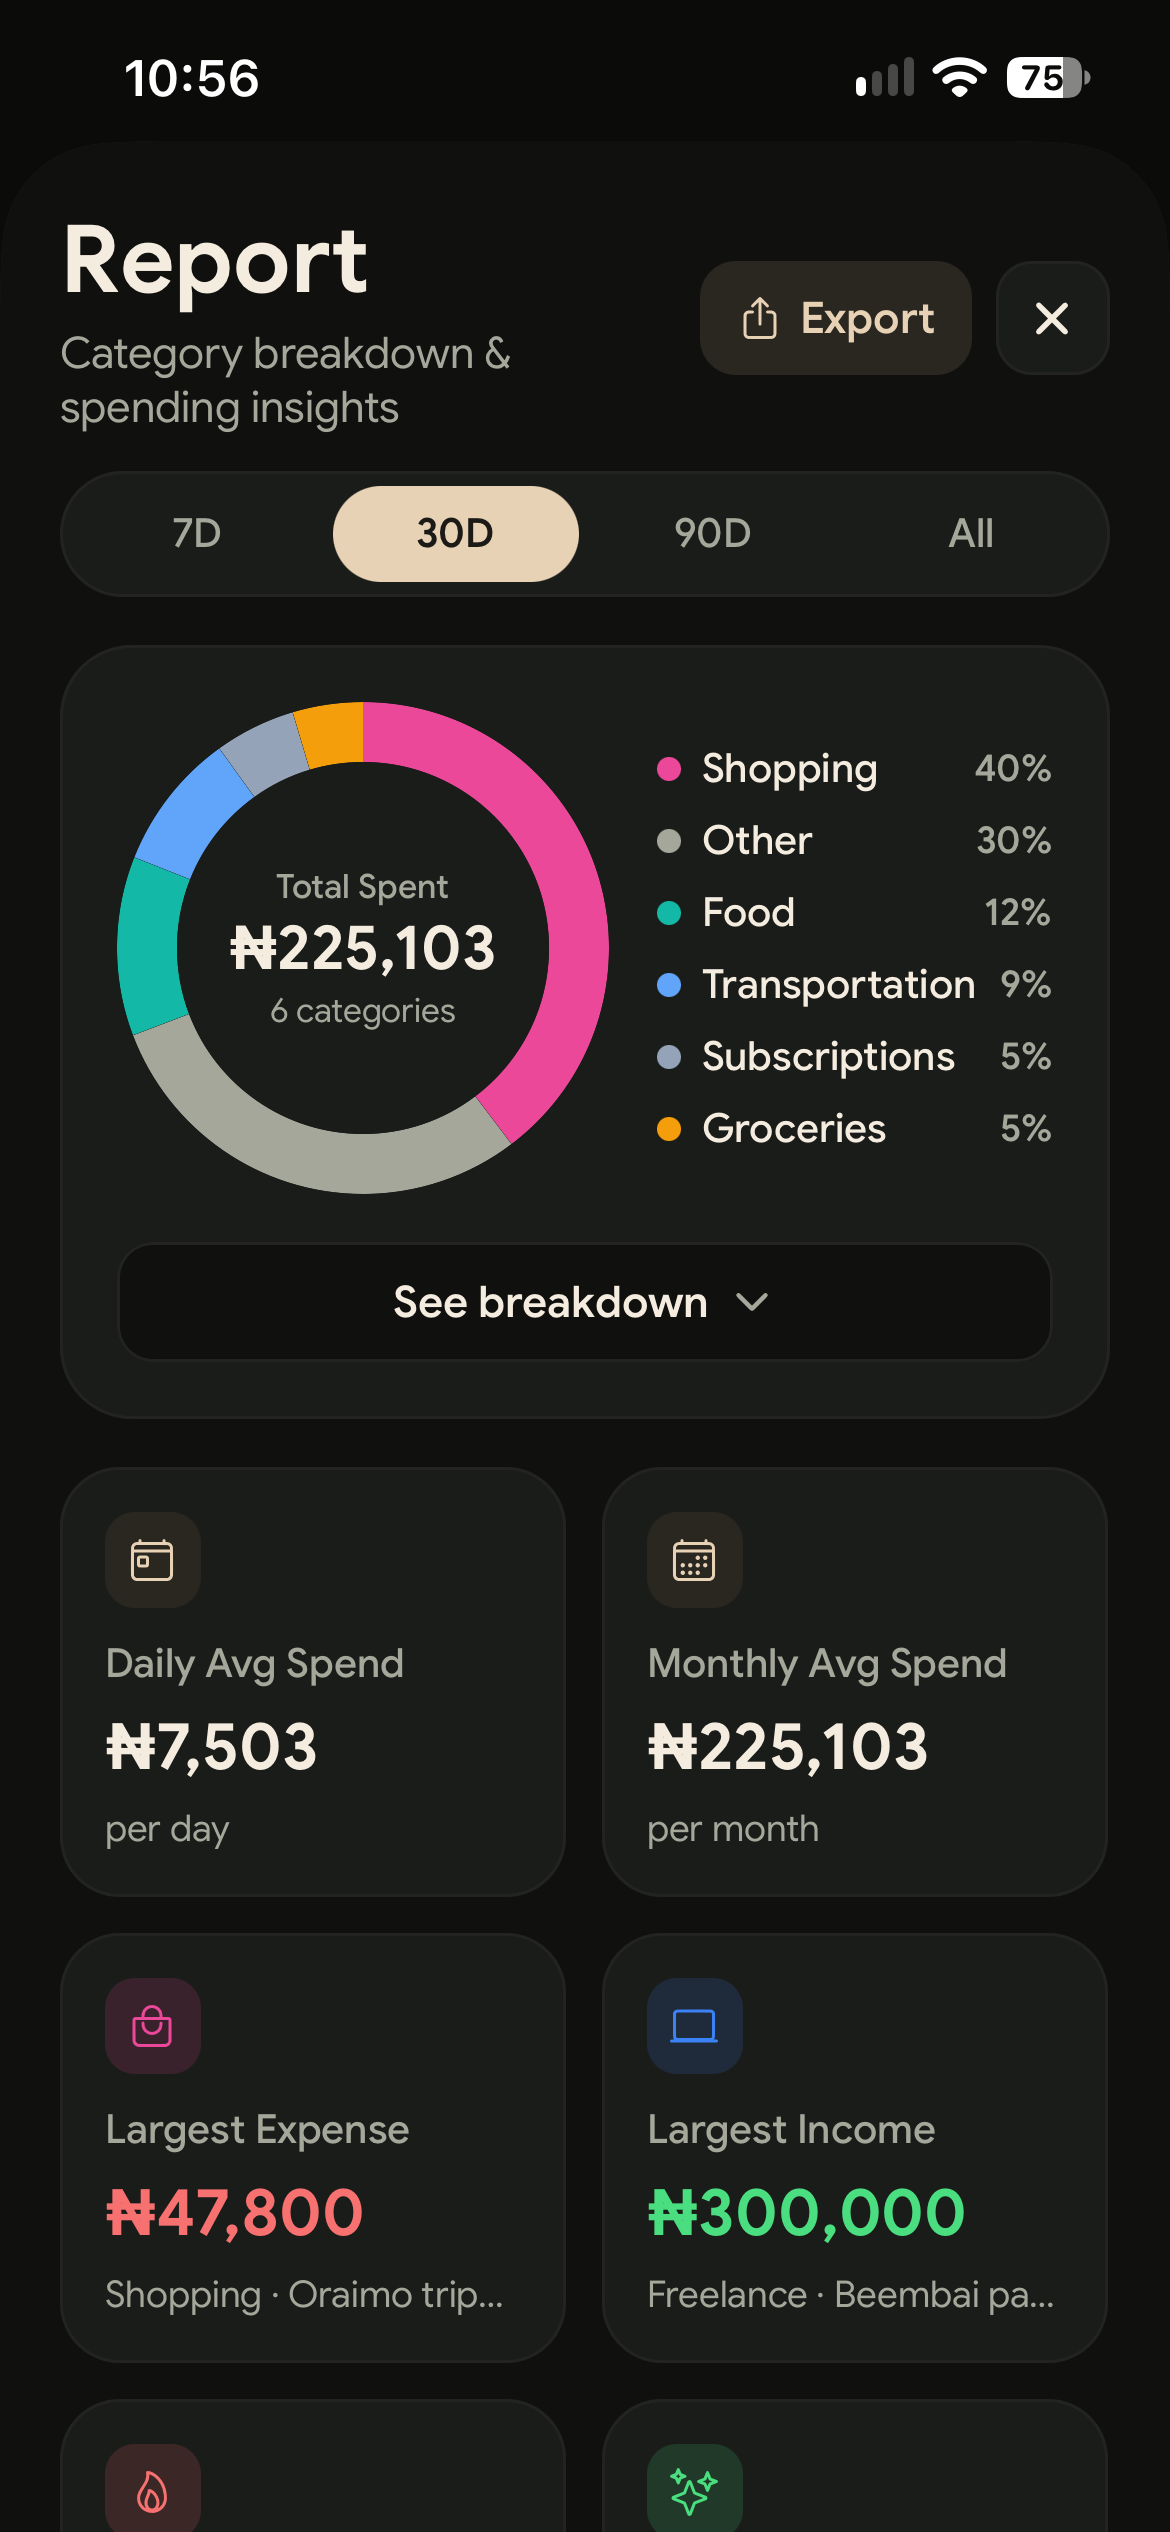 10:56
75
Report
Category breakdown &
spending insights
Export
7D
30D
90D
All
Total Spent
₦225,103
6 categories
Shopping 40%
Other 30%
Food 12%
Transportation 9%
Subscriptions 5%
Groceries 5%
See breakdown
Daily Avg Spend
₦7,503
per day
Monthly Avg Spend
₦225,103
per month
Largest Expense
₦47,800
Shopping · Oraimo trip...
Largest Income
₦300,000
Freelance · Beembai pa...